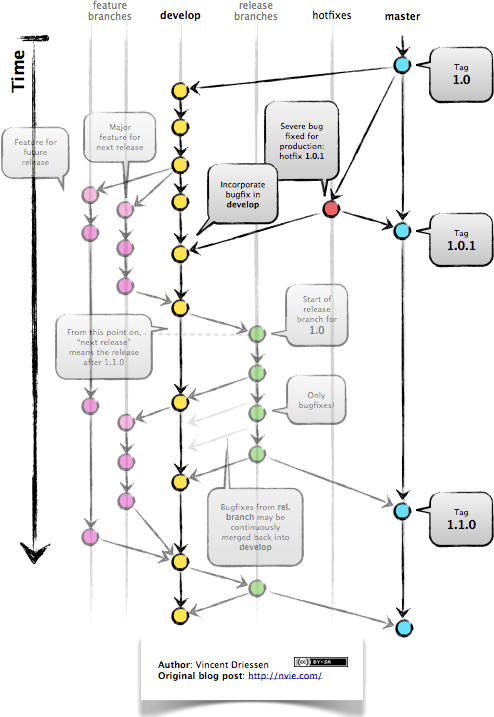 feature
branches
develop
release
branches
hotfixes
master
Time
Tag
1.0
Severe bug
fixed for
production:
hotfix 1.0.1
Major
feature for
next release
Feature for
future
release
Incorporate
bugfix in
develop
Tag
1.0.1
Start of
release
branch for
1.0
From this point on,
"next release"
means the release
after 1.1.0
Only
bugfixes!
Bugfixes from rel.
branch may be
continuously
merged back into
develop
Tag
1.1.0
Author: Vincent Driessen
(cc) BY-SA
Original blog post: http://nvie.com/